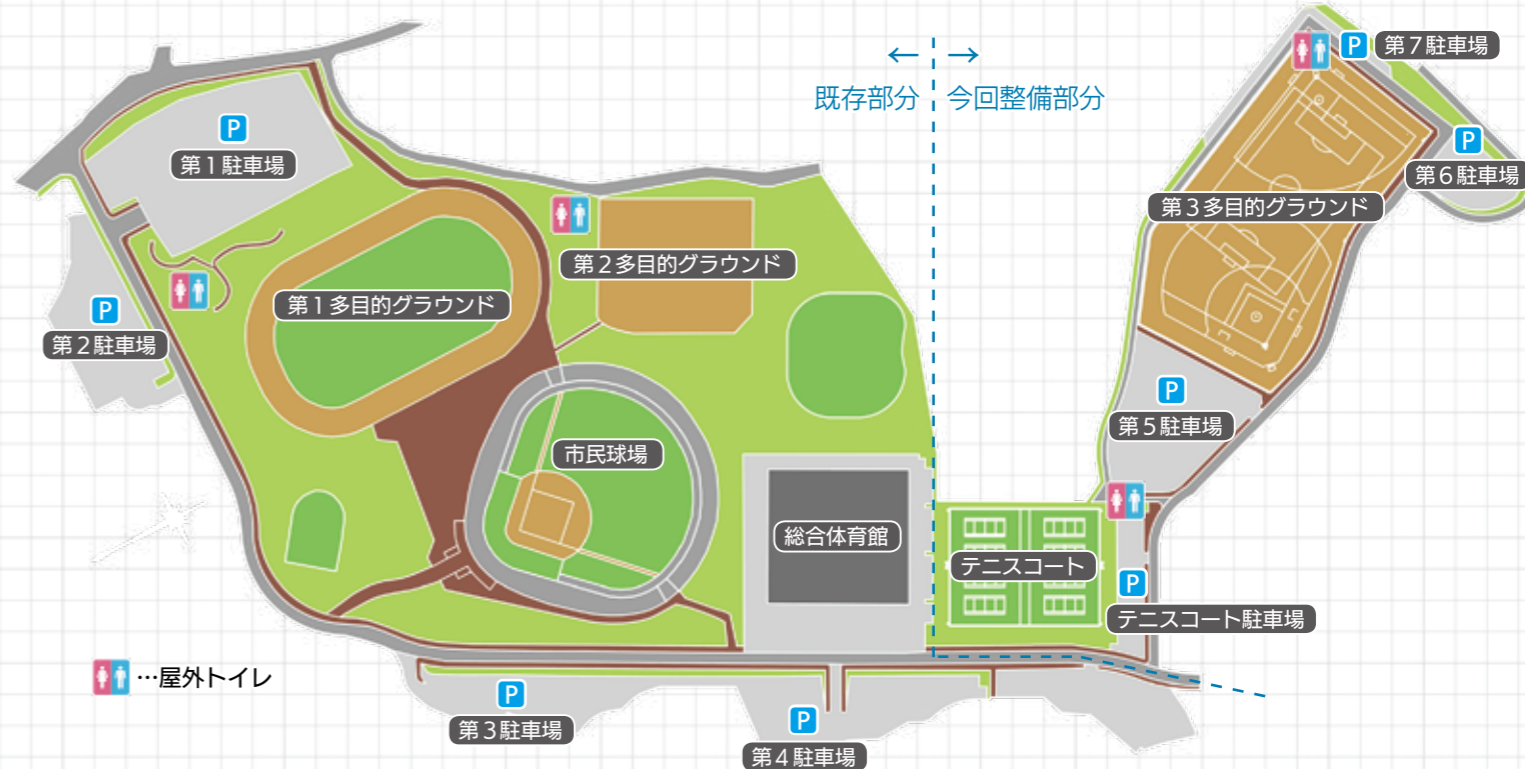 ← →
既存部分 今回整備部分
P 第7駐車場
P
第1駐車場
P
第6駐車場
第3多目的グラウンド
第2多目的グラウンド
第1多目的グラウンド
P
第2駐車場
P
第5駐車場
市民球場
総合体育館
テニスコート
P
テニスコート駐車場
…屋外トイレ
P
第3駐車場
P
第4駐車場